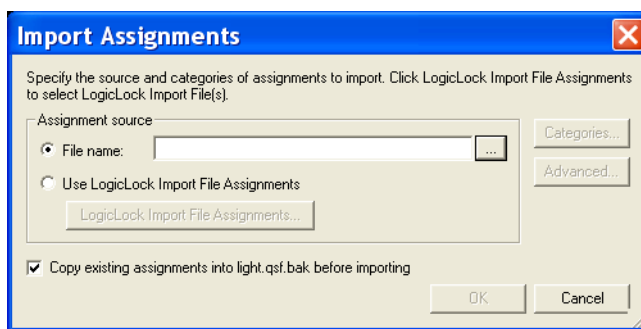 Import Assignments
Specify the source and categories of assignments to import. Click LogicLock Import File Assignments
to select LogicLock Import File(s).
Assignment source
File name:
...
Categories...
Use LogicLock Import File Assignments
Advanced...
LogicLock Import File Assignments...
Copy existing assignments into light.qsf.bak before importing
OK
Cancel